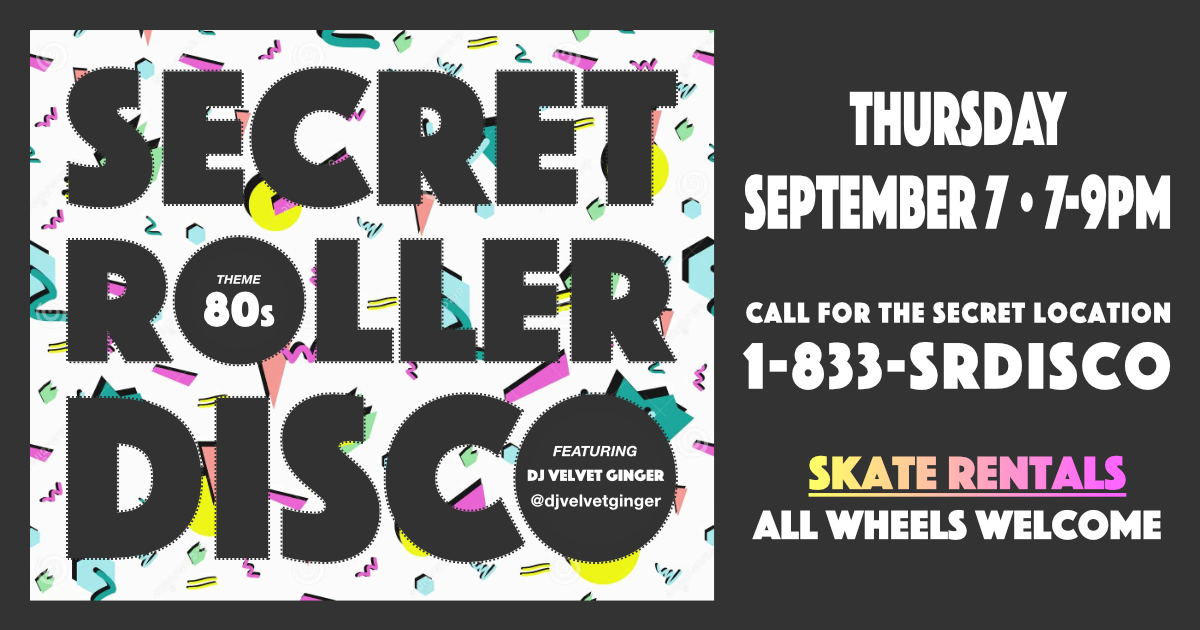 SECRET
ROLLER
THEME
80s
DISCO
FEATURING
DJ VELVET GINGER
@djvelvetginger
THURSDAY
SEPTEMBER 7 • 7-9PM
CALL FOR THE SECRET LOCATION
1-833-SRDISCO
SKATE RENTALS
ALL WHEELS WELCOME